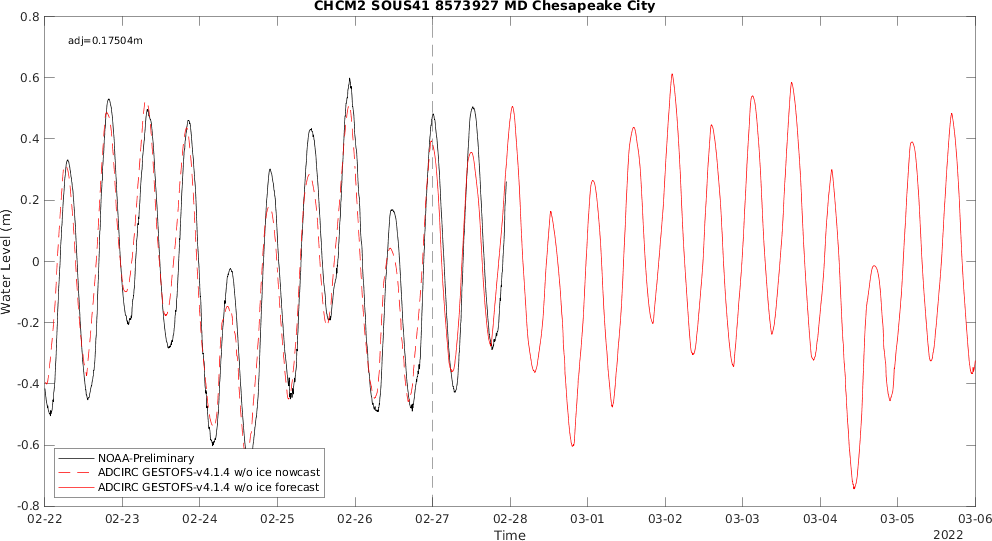 CHCM2 SOUS41 8573927 MD Chesapeake City
adj=0.17504m
0.8
0.6
0.4
0.2
0
-0.2
-0.4
-0.6
-0.8
Water Level (m)
NOAA-Preliminary
ADCIRC GESTOFS-v4.1.4 w/o ice nowcast
ADCIRC GESTOFS-v4.1.4 w/o ice forecast
02-22 02-23 02-24 02-25 02-26 02-27 02-28 03-01 03-02 03-03 03-04 03-05 03-06
Time
2022